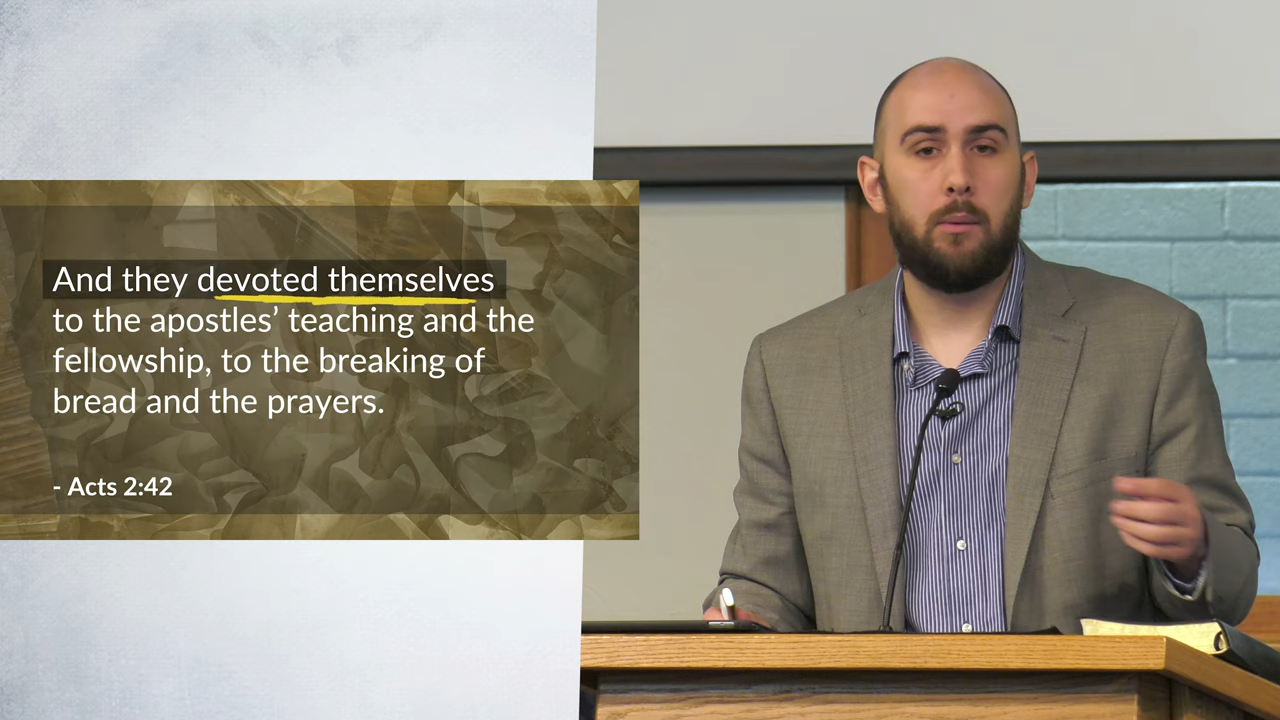 And they devoted themselves
to the apostles’ teaching and the
fellowship, to the breaking of
bread and the prayers.
- Acts 2:42